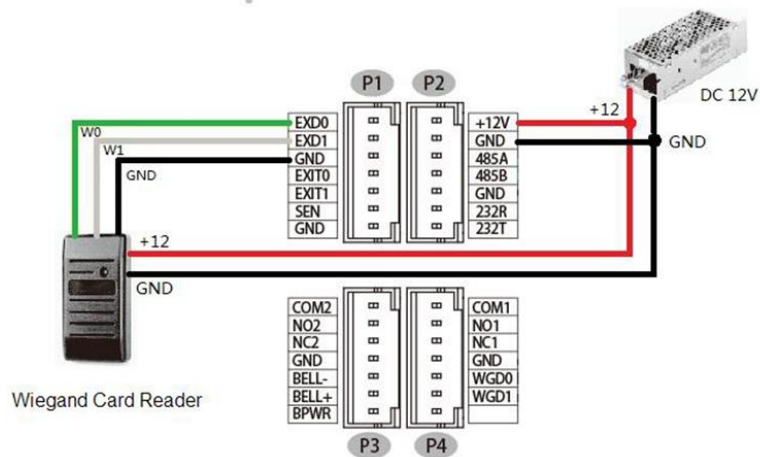 P1
P2
DC 12V
+12
GND
W0
W1
GND
EXD0
EXD1
GND
EXIT0
EXIT1
SEN
GND
+12V
GND
485A
485B
GND
232R
232T
+12
GND
Wiegand Card Reader
COM2
NO2
NC2
GND
BELL-
BELL+
BPWR
COM1
NO1
NC1
GND
WGD0
WGD1
P3
P4